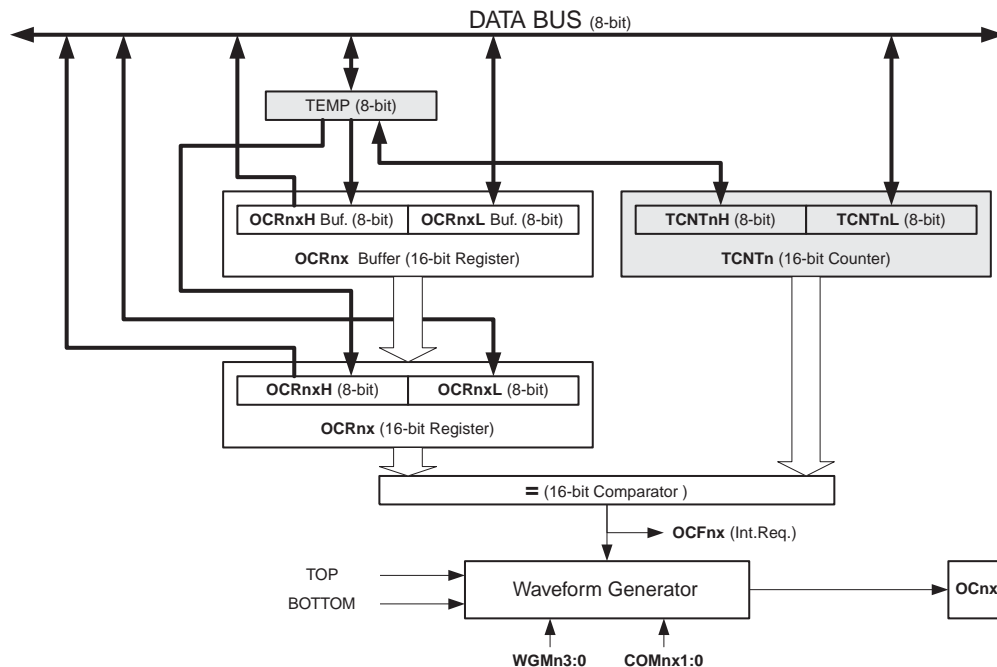 DATA BUS (8-bit)
TEMP (8-bit)
OCRnxH Buf. (8-bit) OCRnxL Buf. (8-bit) TCNTnH (8-bit) TCNTnL (8-bit)
OCRnx Buffer (16-bit Register) TCNTn (16-bit Counter)
OCRnxH (8-bit) OCRnxL (8-bit)
OCRnx (16-bit Register)
= (16-bit Comparator )
OCFnx (Int.Req.)
TOP
Waveform Generator OCnx
BOTTOM
WGMn3:0 COMnx1:0